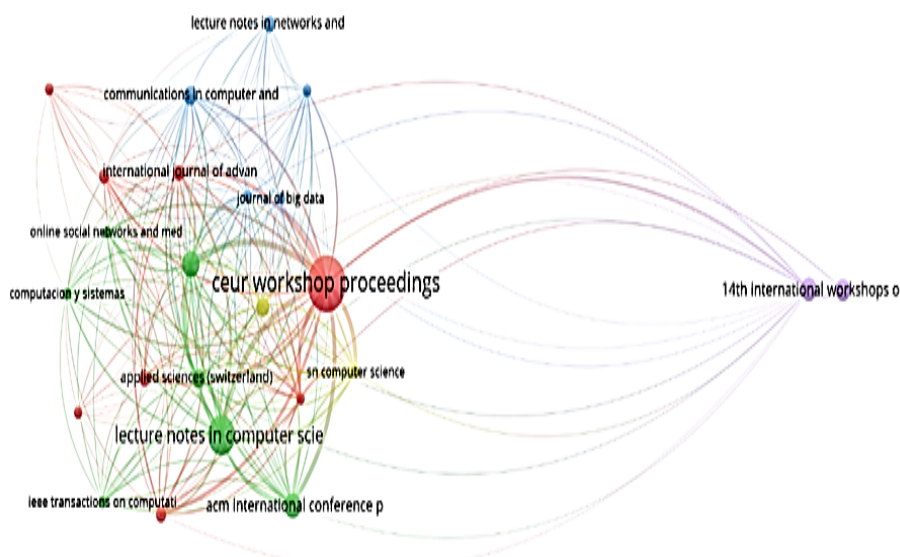 lecture notes in networks and
communications in computer and
international journal of advan
journal of big data
online social networks and med
ceur workshop proceedings
computacion y sistemas
14th international workshops o
applied sciences (switzerland)
sn computer science
lecture notes in computer scie
ieee transactions on computati
acm international conference p